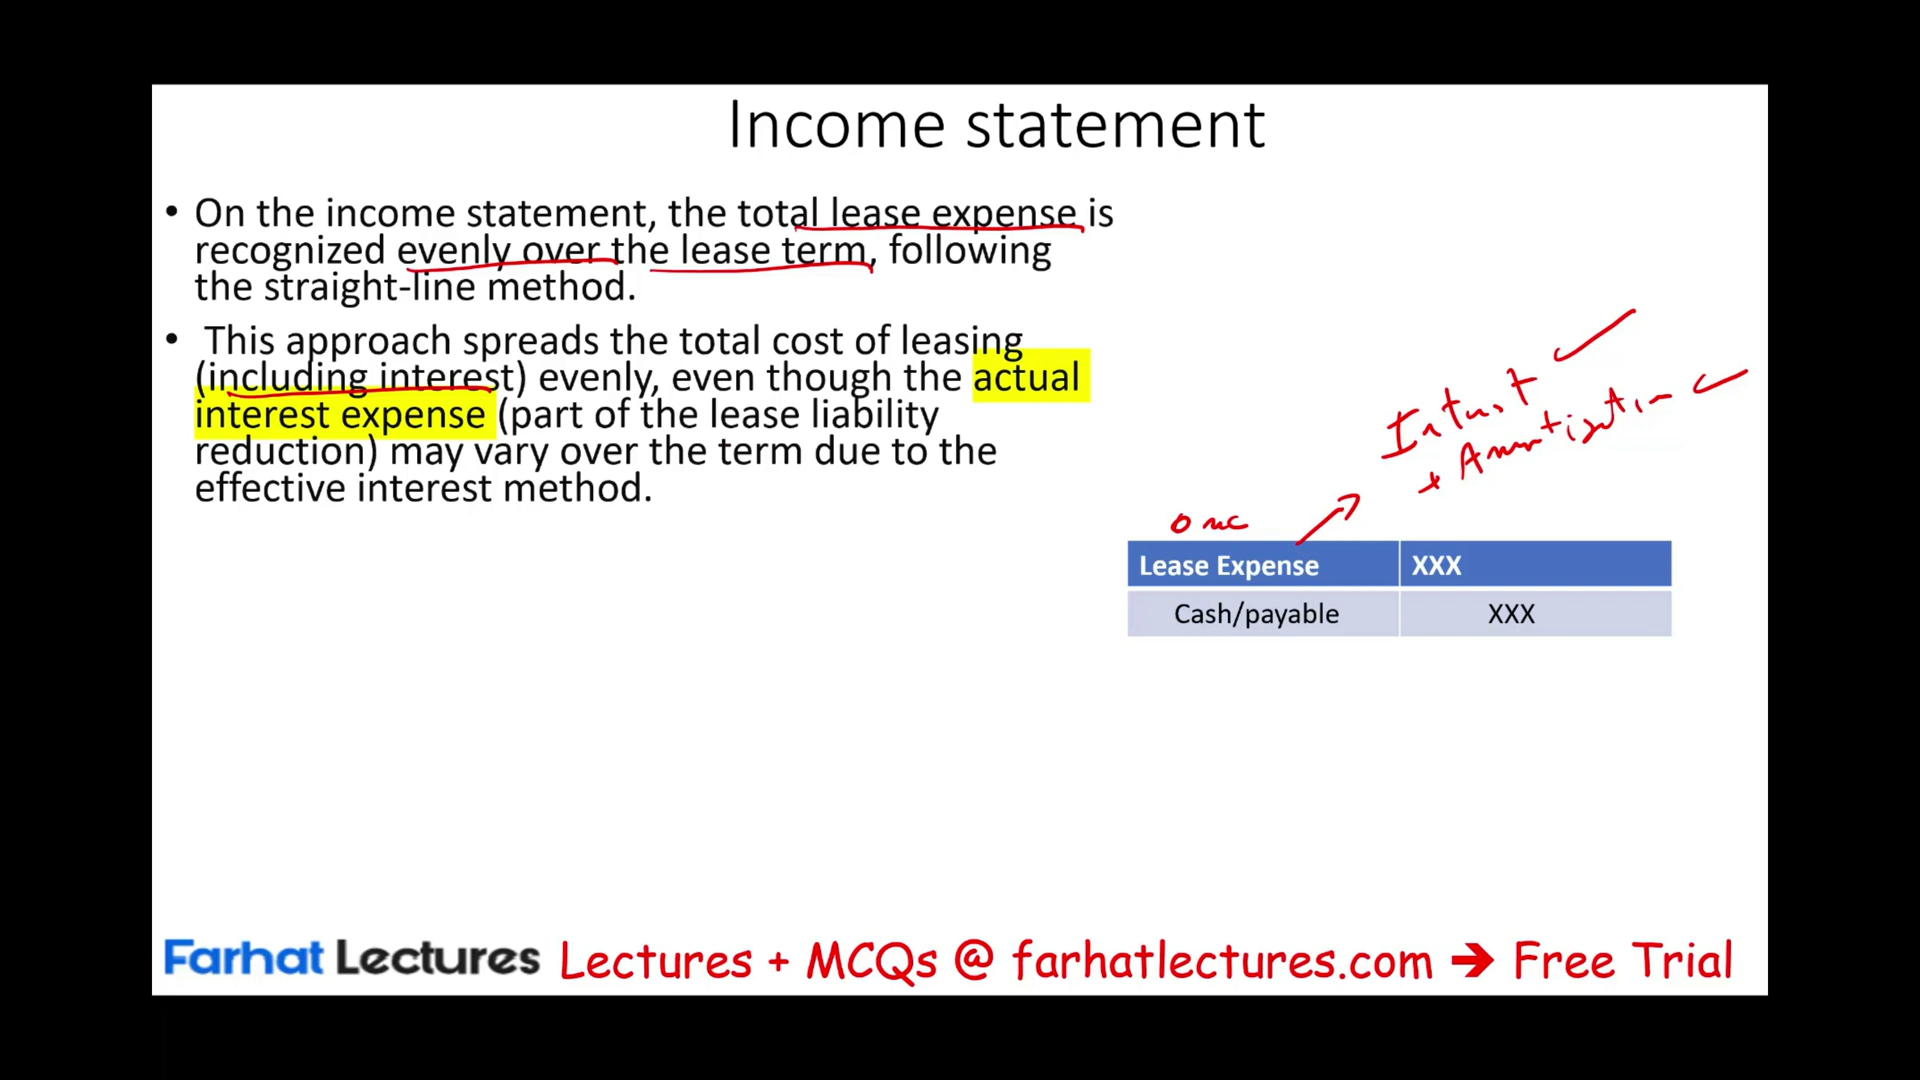 Income statement
• On the income statement, the total lease expense is
recognized evenly over the lease term, following
the straight-line method.
• This approach spreads the total cost of leasing
(including interest) evenly, even though the actual
interest expense (part of the lease liability
reduction) may vary over the term due to the
effective interest method.
Interest
+ Amortization
one
Lease Expense XXX
Cash/payable XXX
Farhat Lectures Lectures + MCQs @ farhatlectures.com ➔ Free Trial